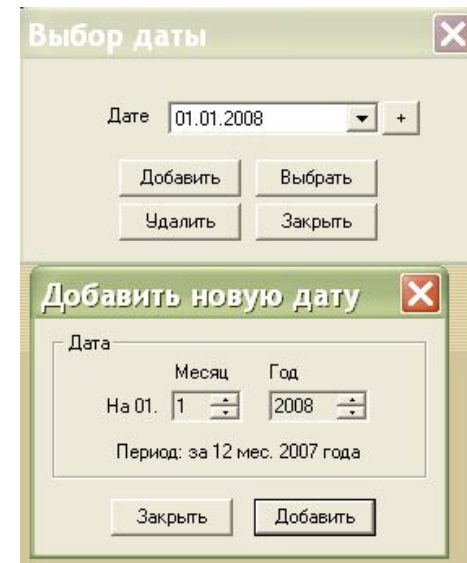 Выбор даты
Дате 01.01.2008 +
Добавить Выбрать
Удалить Закрыть
Добавить новую дату
Дата
Месяц Год
На 01. 1 2008
Период: за 12 мес. 2007 года
Закрыть Добавить